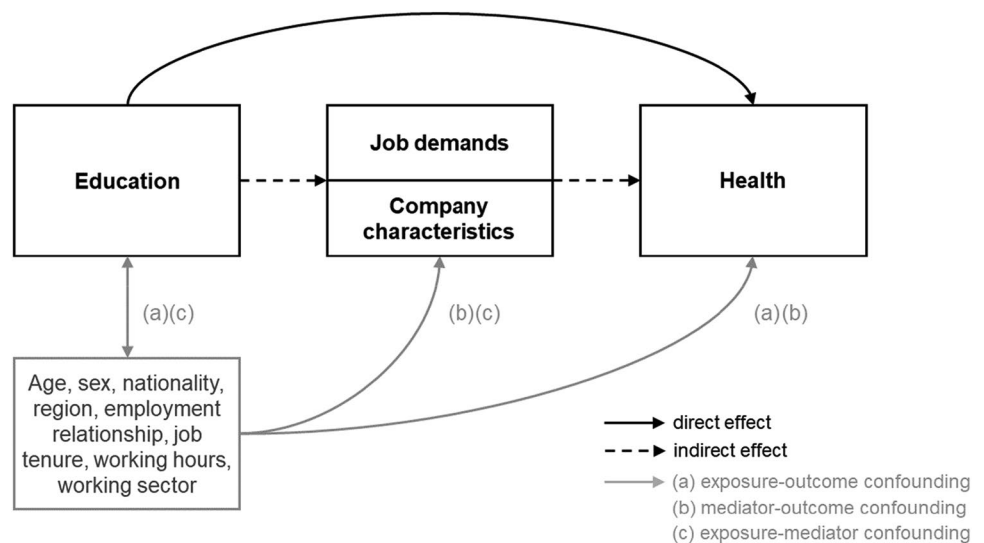 Education
Job demands
Company
characteristics
Health
(a)(c)
(b)(c)
(a)(b)
Age, sex, nationality,
region, employment
relationship, job
tenure, working hours,
working sector
direct effect
indirect effect
(a) exposure-outcome confounding
(b) mediator-outcome confounding
(c) exposure-mediator confounding